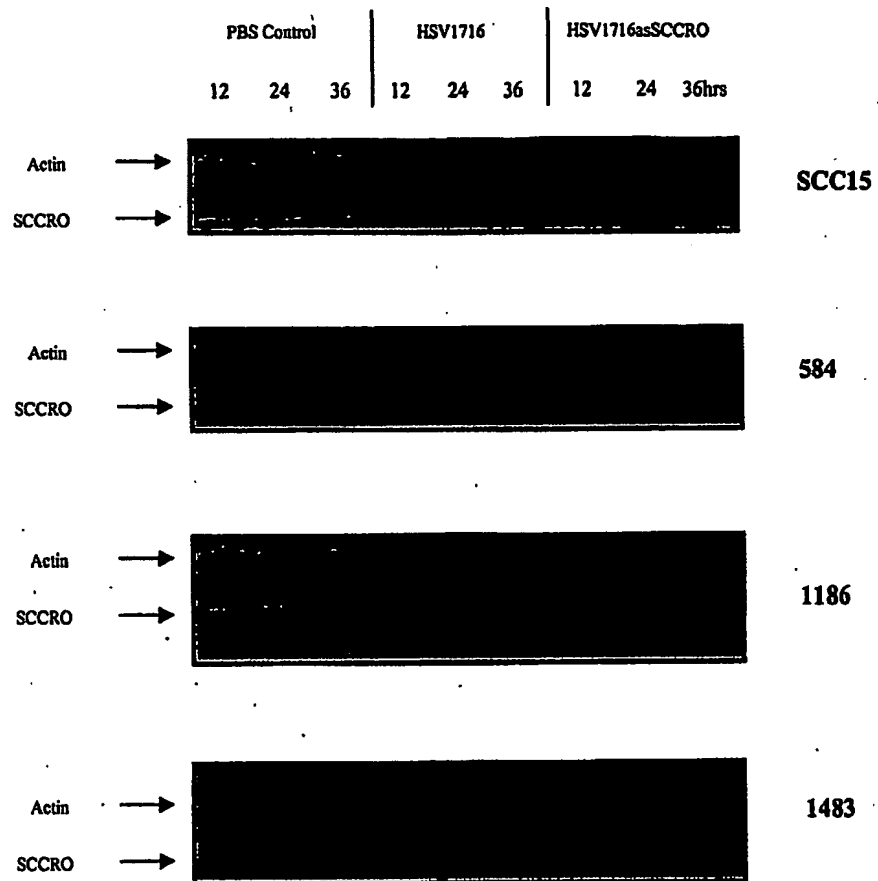 PBS Control HSV1716 HSV1716asSCCRO
12 24 36 12 24 36 12 24 36hrs
Actin
SCCRO
SCC15
Actin
SCCRO
584
Actin
SCCRO
1186
Actin
SCCRO
1483